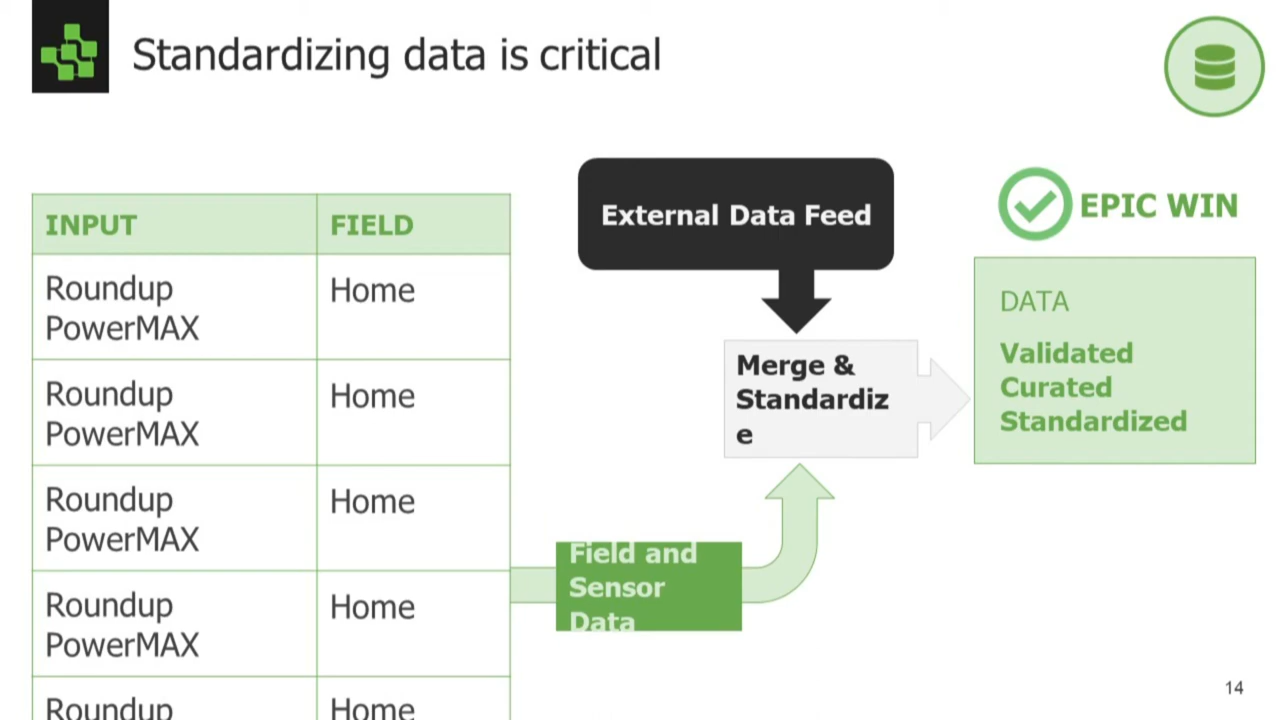 Standardizing data is critical
INPUT FIELD
Roundup Home
PowerMAX
Roundup Home
PowerMAX
Roundup Home
PowerMAX
Roundup Home
PowerMAX
Roundup Home
External Data Feed
Merge &
Standardiz
e
Field and
Sensor
Data
EPIC WIN
DATA
Validated
Curated
Standardized
14